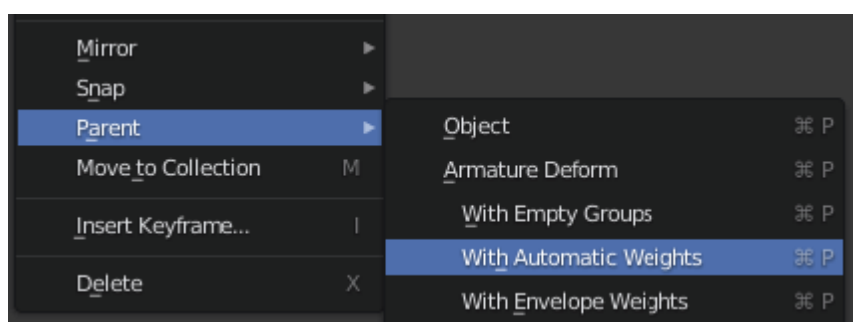 Mirror
Snap
Parent
Move to Collection M
Insert Keyframe... I
Delete X
Object ⌘ P
Armature Deform ⌘ P
With Empty Groups ⌘ P
With Automatic Weights ⌘ P
With Envelope Weights ⌘ P